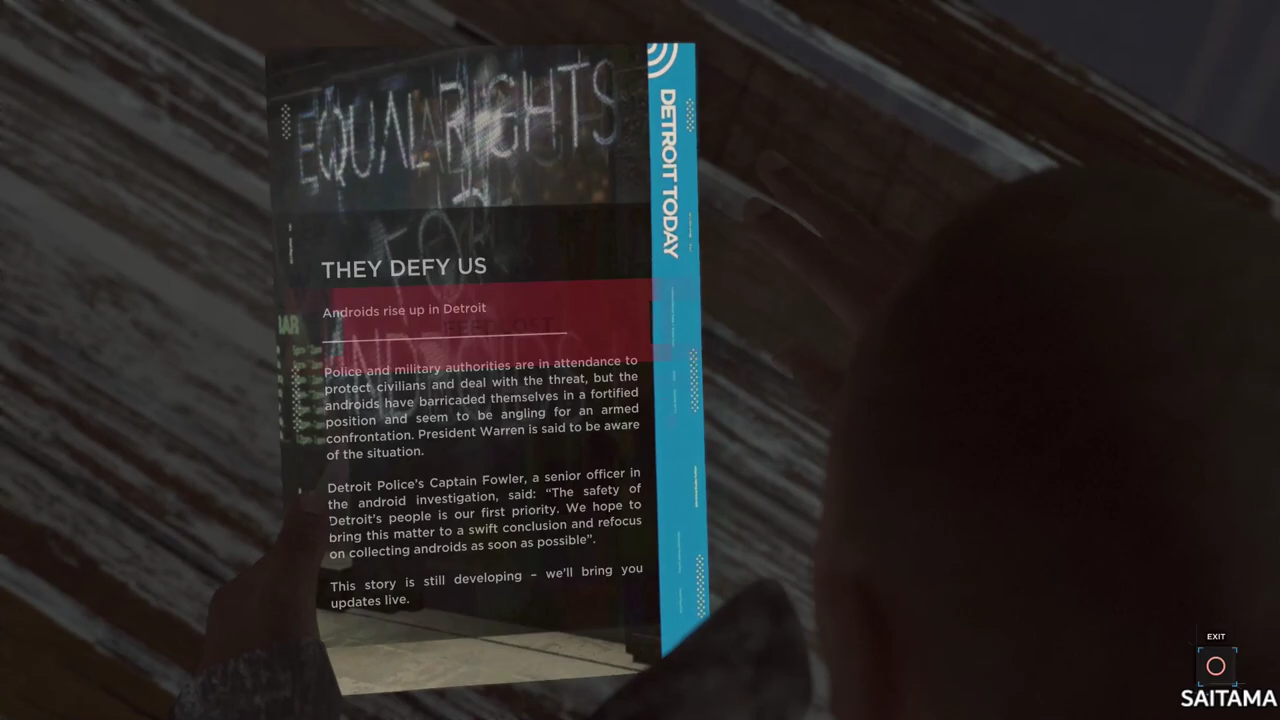 EQUAL RIGHTS
FOR
ANDROIDS
DETROIT TODAY
THEY DEFY US
Androids rise up in Detroit
Police and military authorities are in attendance to
protect civilians and deal with the threat, but the
androids have barricaded themselves in a fortified
position and seem to be angling for an armed
confrontation. President Warren is said to be aware
of the situation.
Detroit Police’s Captain Fowler, a senior officer in
the android investigation, said: “The safety of
Detroit’s people is our first priority. We hope to
bring this matter to a swift conclusion and refocus
on collecting androids as soon as possible”.
This story is still developing – we’ll bring you
updates live.
EXIT
SAITAMA